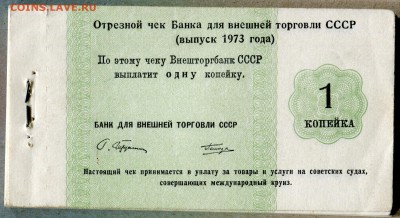 COINS.LAVE.RU
Отрезной чек Банка для внешней торговли СССР
(выпуск 1973 года)
По этому чеку Внешторгбанк СССР
выплатит одну копейку.
1
КОПЕЙКА
БАНК ДЛЯ ВНЕШНЕЙ ТОРГОВЛИ СССР
Настоящий чек принимается в уплату за товары и услуги на советских судах,
совершающих международный круиз.